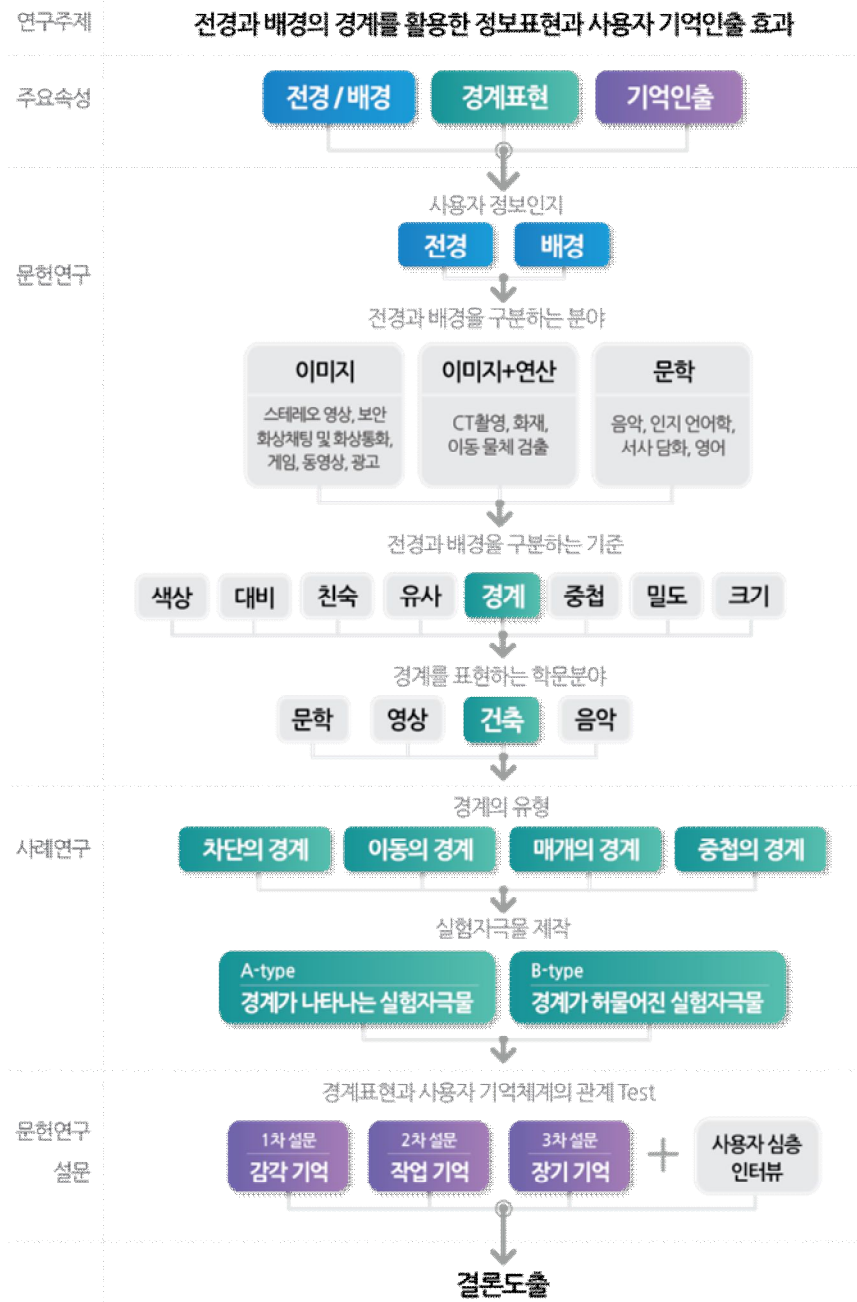 연구주제
전경과 배경의 경계를 활용한 정보표현과 사용자 기억인출 효과
주요속성
전경 / 배경
경계표현
기억인출
사용자 정보인지
전경
배경
문헌연구
전경과 배경을 구분하는 분야
이미지
스테레오 영상, 보안
화상채팅 및 화상통화,
게임, 동영상, 광고
이미지+연산
CT촬영, 화재,
이동 물체 검출
문학
음악, 인지 언어학,
서사 담화, 영어
전경과 배경을 구분하는 기준
색상
대비
친숙
유사
경계
중첩
밀도
크기
경계를 표현하는 학문분야
문학
영상
건축
음악
경계의 유형
사례연구
차단의 경계
이동의 경계
매개의 경계
중첩의 경계
실험자극물 제작
A-type
경계가 나타나는 실험자극물
B-type
경계가 허물어진 실험자극물
경계표현과 사용자 기억체계의 관계 Test
문헌연구
설문
1차 설문
감각 기억
2차 설문
작업 기억
3차 설문
장기 기억
+
사용자 심층
인터뷰
결론도출